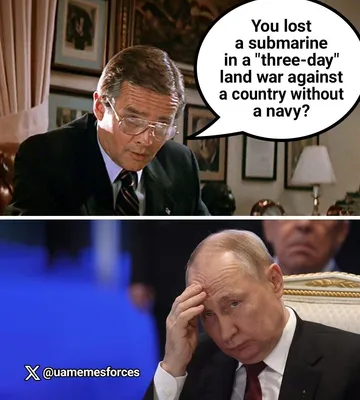 You lost
a submarine
in a "three-day"
land war against
a country without
a navy?
X @uamemesforces